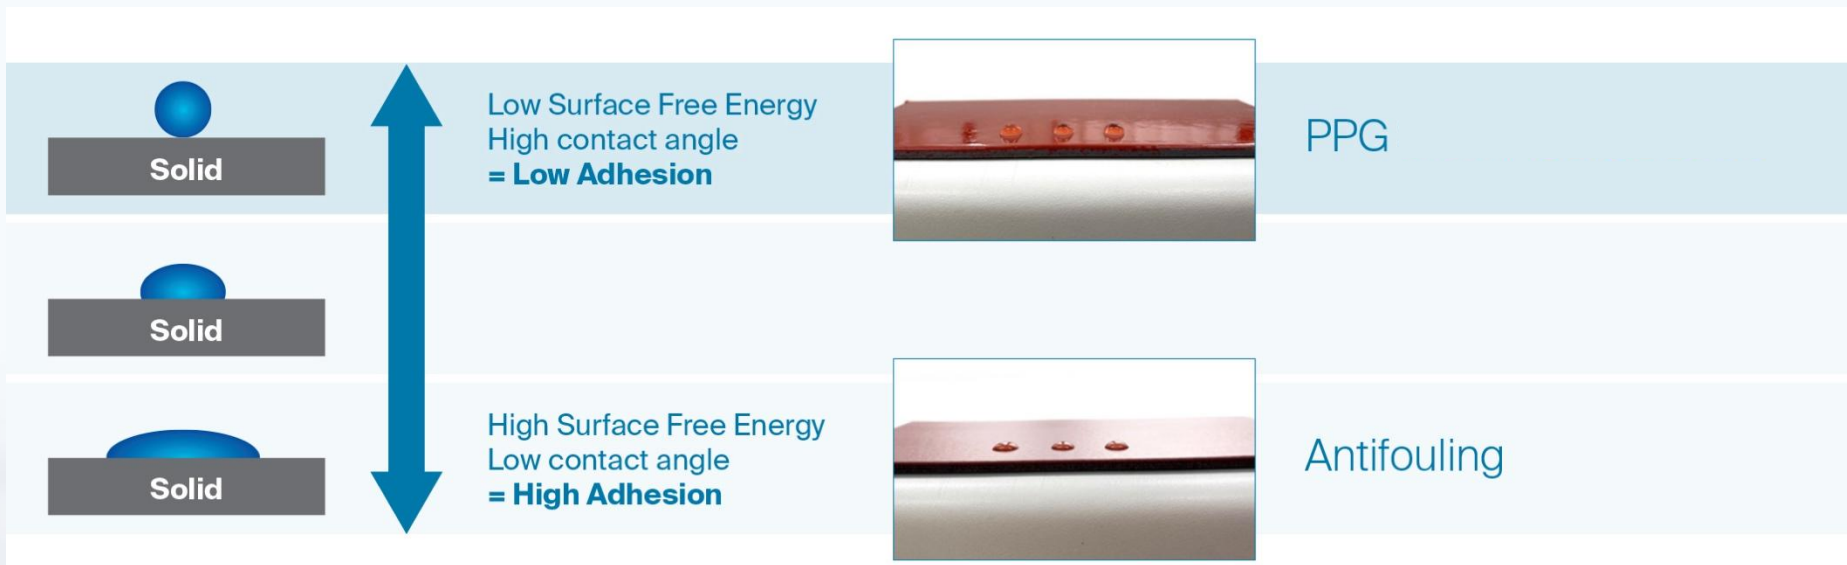 Solid
Low Surface Free Energy
High contact angle
= Low Adhesion
PPG
Solid
Solid
High Surface Free Energy
Low contact angle
= High Adhesion
Antifouling